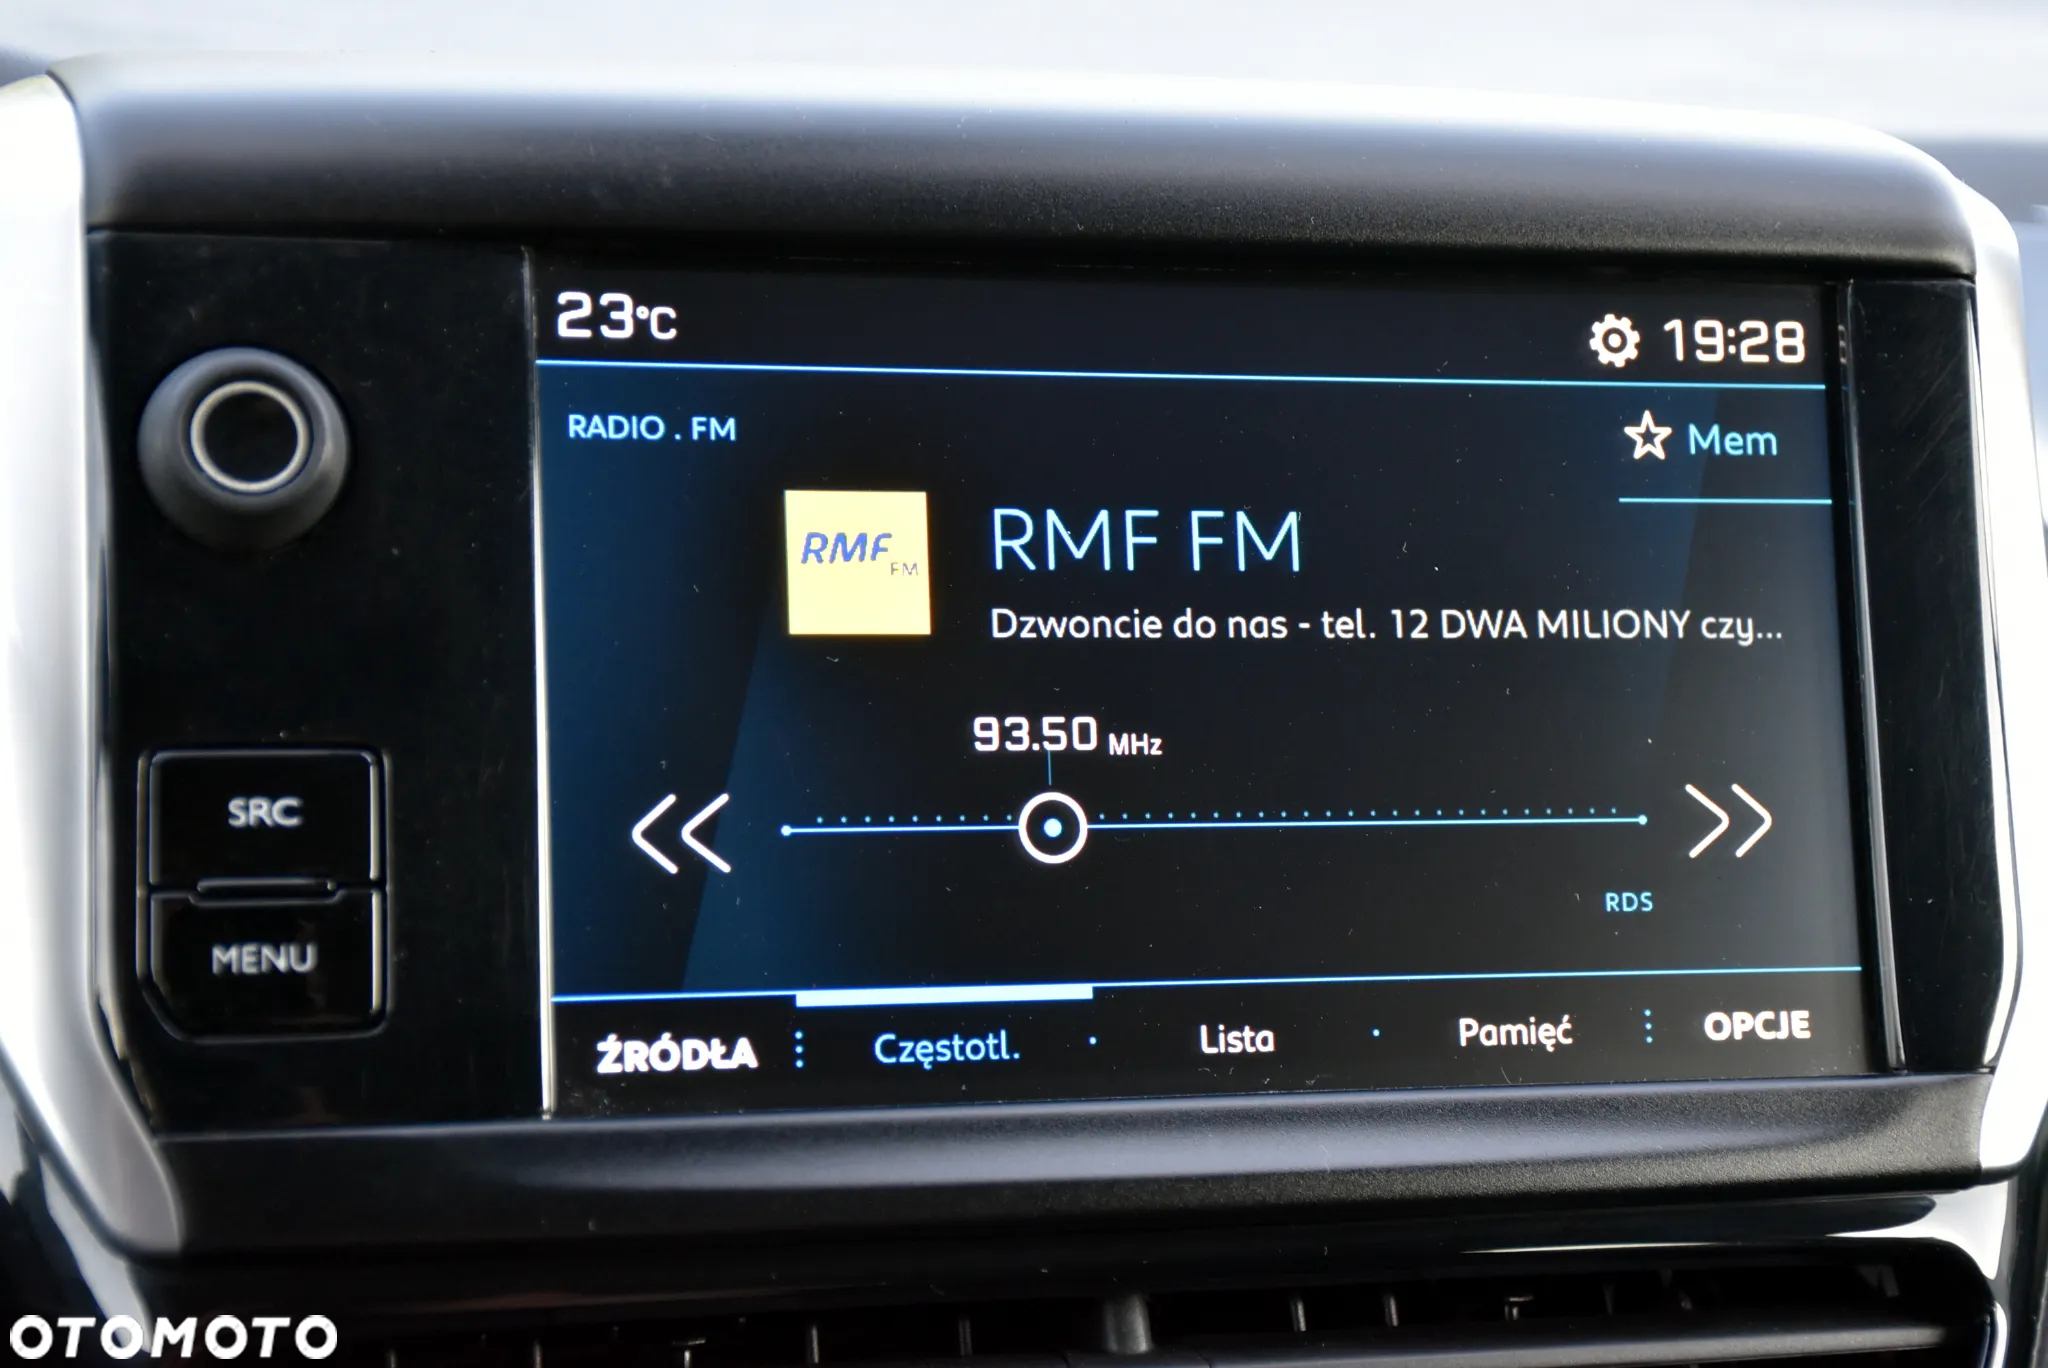 23°C
19:28
RADIO . FM
Mem
RMF FM
RMF FM
Dzwoncie do nas - tel. 12 DWA MILIONY czy...
93.50 MHz
SRC
RDS
MENU
ŹRÓDŁA
Częstotl.
Lista
Pamięć
OPCJE
OTOMOTO